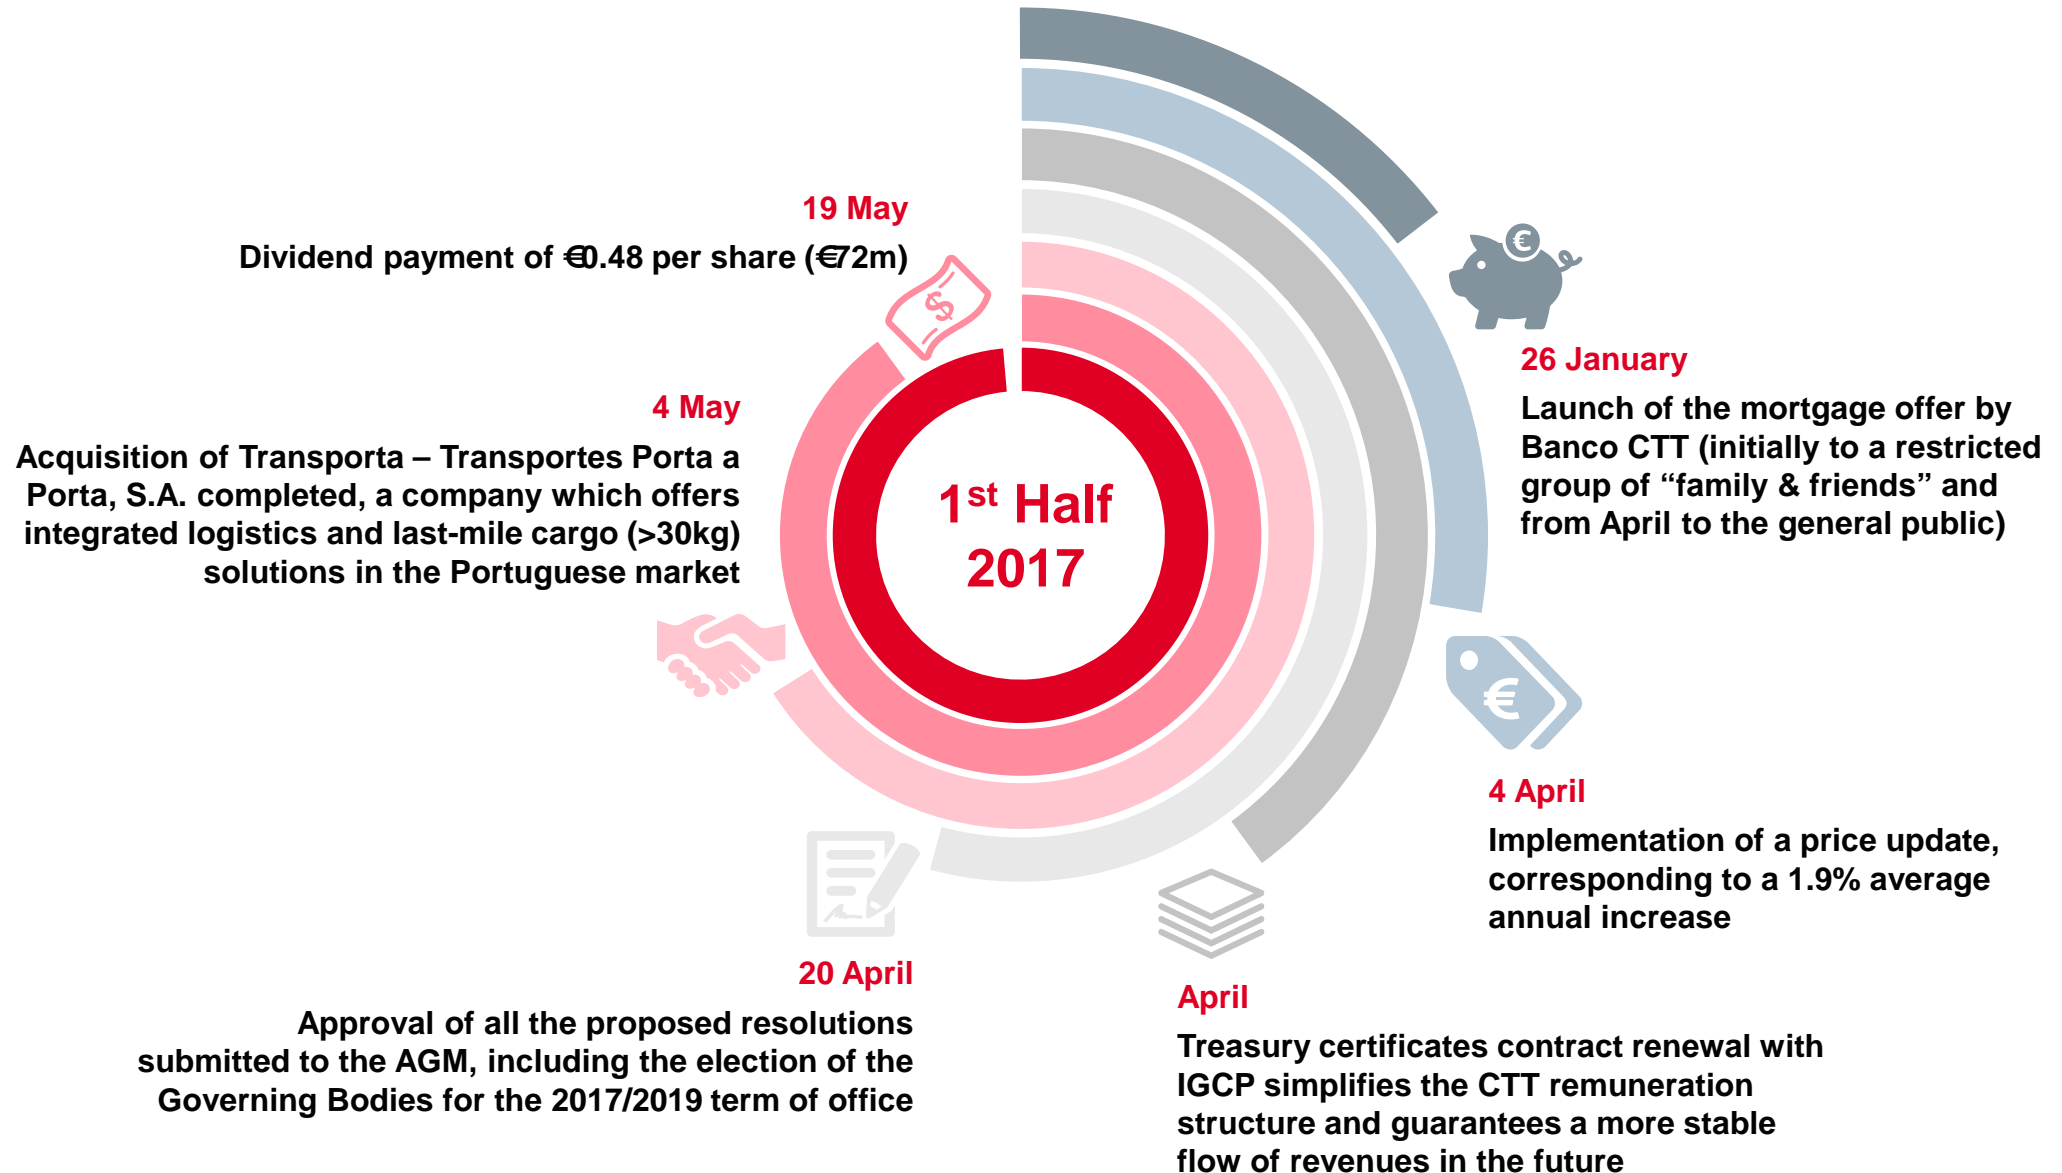 1st Half
2017
26 January
Launch of the mortgage offer by
Banco CTT (initially to a restricted
group of “family & friends” and
from April to the general public)
4 April
Implementation of a price update,
corresponding to a 1.9% average
annual increase
April
Treasury certificates contract renewal with
IGCP simplifies the CTT remuneration
structure and guarantees a more stable
flow of revenues in the future
20 April
Approval of all the proposed resolutions
submitted to the AGM, including the election of the
Governing Bodies for the 2017/2019 term of office
4 May
Acquisition of Transporta – Transportes Porta a
Porta, S.A. completed, a company which offers
integrated logistics and last-mile cargo (>30kg)
solutions in the Portuguese market
19 May
Dividend payment of €0.48 per share (€72m)
€
€
$